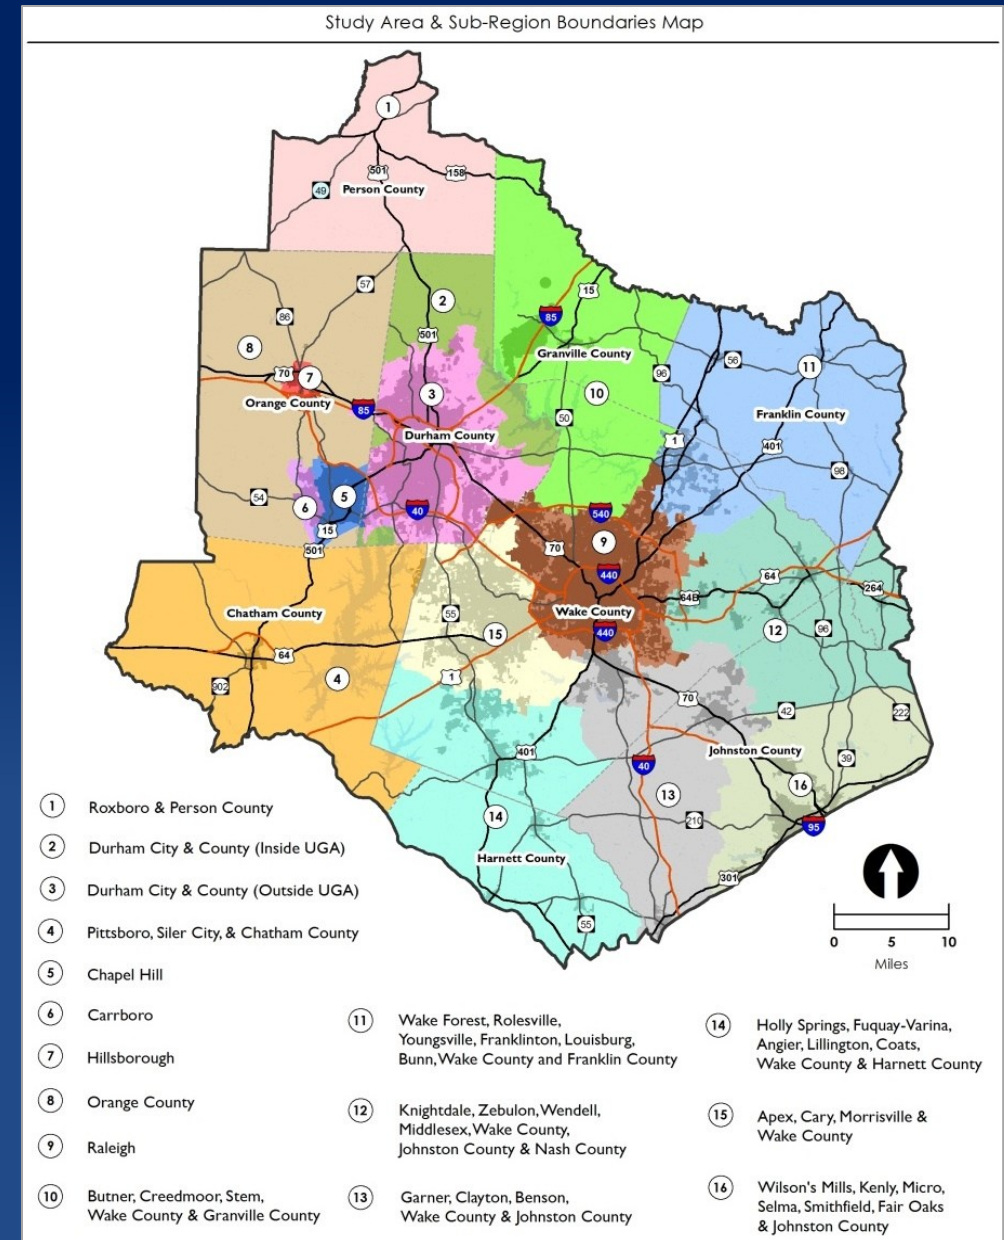 Study Area & Sub-Region Boundaries Map
1
501
158
49
Person County
57
2
15
86
85
501
8
Granville County
56
11
70
7
96
Orange County
3
10
85
Franklin County
50
Durham County
1
401
98
54
5
6
40
540
15
9
501
70
440
64
264
64B
Chatham County
Wake County
55
440
12
96
15
64
4
1
902
70
42
222
401
Johnston County
39
40
16
13
14
210
95
Harnett County
301
55
0 5 10
Miles
1 Roxboro & Person County
2 Durham City & County (Inside UGA)
3 Durham City & County (Outside UGA)
4 Pittsboro, Siler City, & Chatham County
5 Chapel Hill
6 Carrboro
7 Hillsborough
8 Orange County
9 Raleigh
10 Butner, Creedmoor, Stem,
Wake County & Granville County
11 Wake Forest, Rolesville,
Youngsville, Franklinton, Louisburg,
Bunn, Wake County and Franklin County
12 Knightdale, Zebulon, Wendell,
Middlesex, Wake County,
Johnston County & Nash County
13 Garner, Clayton, Benson,
Wake County & Johnston County
14 Holly Springs, Fuquay-Varina,
Angier, Lillington, Coats,
Wake County & Harnett County
15 Apex, Cary, Morrisville &
Wake County
16 Wilson's Mills, Kenly, Micro,
Selma, Smithfield, Fair Oaks
& Johnston County